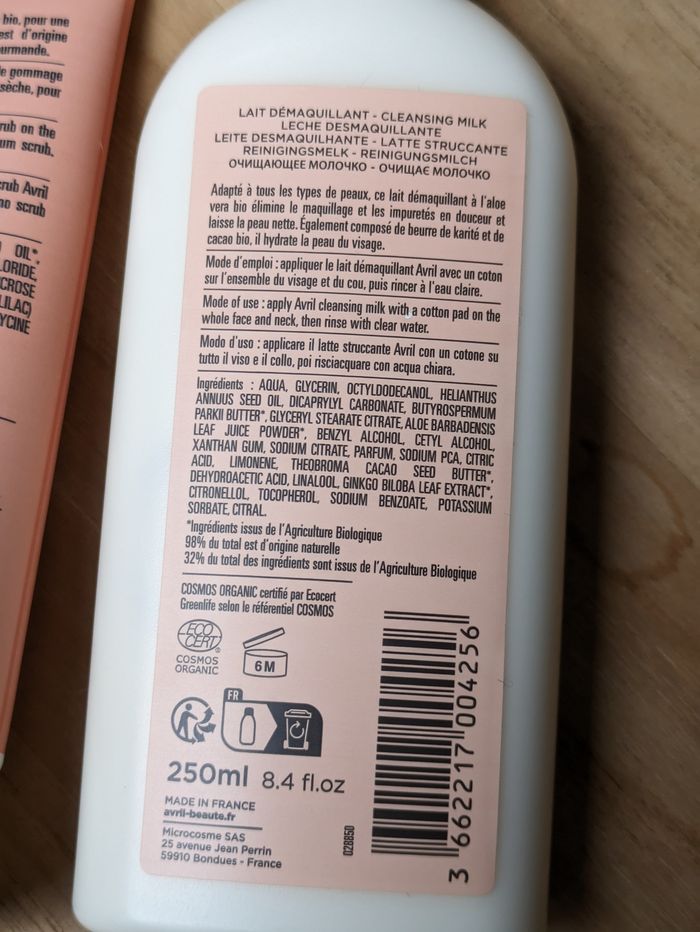 bio, pour une
est d'origine
ourmande.
le gommage
sèche, pour
rub on the
um scrub.
crub Avril
no scrub
OIL*,
LORIDE,
CROSE
LILAC)
YCINE
LAIT DÉMAQUILLANT - CLEANSING MILK
LECHE DESMAQUILLANTE
LEITE DESMAQUILHANTE - LATTE STRUCCANTE
REINIGINGSMELK - REINIGUNGSMILCH
ОЧИЩАЮЩЕЕ МОЛОЧКО - ОЧИЩАЄ МОЛОЧКО
Adapté à tous les types de peaux, ce lait démaquillant à l'aloe
vera bio élimine le maquillage et les impuretés en douceur et
laisse la peau nette. Également composé de beurre de karité et de
cacao bio, il hydrate la peau du visage.
Mode d'emploi : appliquer le lait démaquillant Avril avec un coton
sur l'ensemble du visage et du cou, puis rincer à l'eau claire.
Mode of use : apply Avril cleansing milk with a cotton pad on the
whole face and neck, then rinse with clear water.
Modo d'uso : applicare il latte struccante Avril con un cotone su
tutto il viso e il collo, poi risciacquare con acqua chiara.
Ingrédients : AQUA, GLYCERIN, OCTYLDODECANOL, HELIANTHUS
ANNUUS SEED OIL, DICAPRYLYL CARBONATE, BUTYROSPERMUM
PARKII BUTTER*, GLYCERYL STEARATE CITRATE, ALOE BARBADENSIS
LEAF JUICE POWDER*, BENZYL ALCOHOL, CETYL ALCOHOL,
XANTHAN GUM, SODIUM CITRATE, PARFUM, SODIUM PCA, CITRIC
ACID, LIMONENE, THEOBROMA CACAO SEED BUTTER*,
DEHYDROACETIC ACID, LINALOOL, GINKGO BILOBA LEAF EXTRACT*,
CITRONELLOL, TOCOPHEROL, SODIUM BENZOATE, POTASSIUM
SORBATE, CITRAL.
*Ingrédients issus de l'Agriculture Biologique
98% du total est d'origine naturelle
32% du total des ingrédients sont issus de l'Agriculture Biologique
COSMOS ORGANIC certifié par Ecocert
Greenlife selon le référentiel COSMOS
ECO
CERT®
COSMOS
ORGANIC
6M
FR
250ml 8.4 fl.oz
MADE IN FRANCE
avril-beaute.fr
Microcosme SAS
25 avenue Jean Perrin
59910 Bondues - France
028850
3 662217 004256